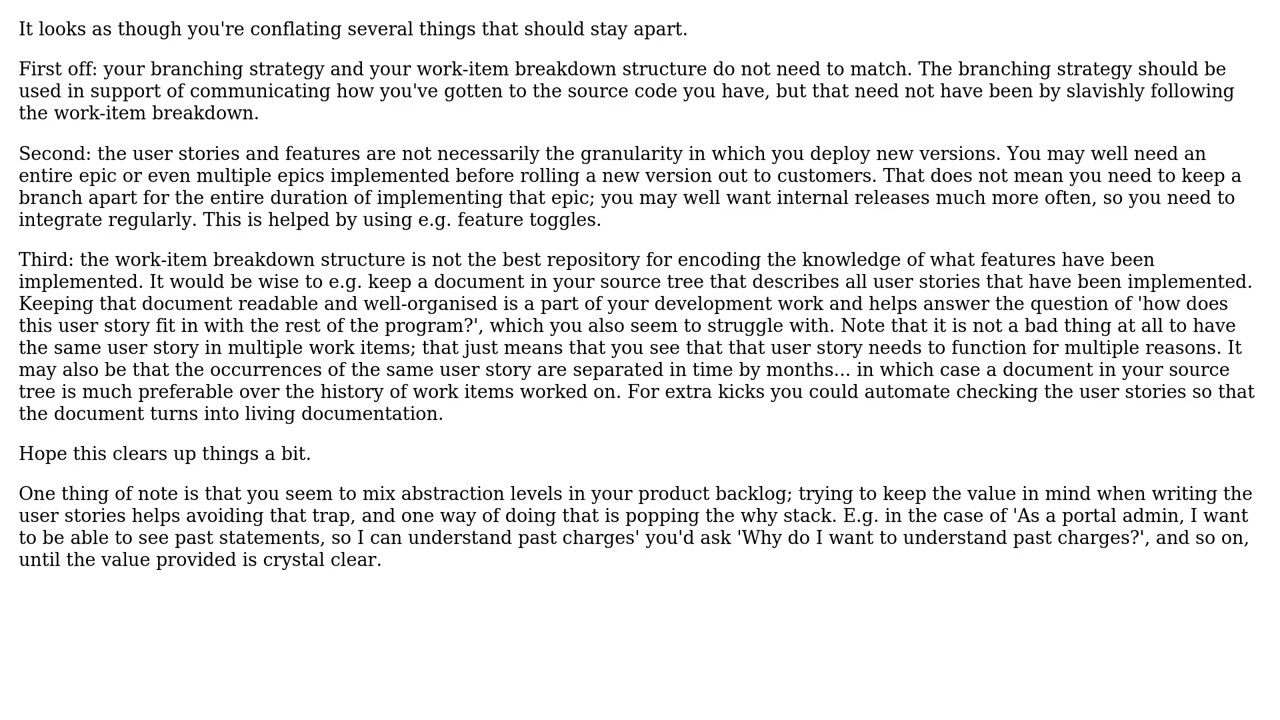 It looks as though you're conflating several things that should stay apart.
First off: your branching strategy and your work-item breakdown structure do not need to match. The branching strategy should be
used in support of communicating how you've gotten to the source code you have, but that need not have been by slavishly following
the work-item breakdown.
Second: the user stories and features are not necessarily the granularity in which you deploy new versions. You may well need an
entire epic or even multiple epics implemented before rolling a new version out to customers. That does not mean you need to keep a
branch apart for the entire duration of implementing that epic; you may well want internal releases much more often, so you need to
integrate regularly. This is helped by using e.g. feature toggles.
Third: the work-item breakdown structure is not the best repository for encoding the knowledge of what features have been
implemented. It would be wise to e.g. keep a document in your source tree that describes all user stories that have been implemented.
Keeping that document readable and well-organised is a part of your development work and helps answer the question of 'how does
this user story fit in with the rest of the program?', which you also seem to struggle with. Note that it is not a bad thing at all to have
the same user story in multiple work items; that just means that you see that that user story needs to function for multiple reasons. It
may also be that the occurrences of the same user story are separated in time by months... in which case a document in your source
tree is much preferable over the history of work items worked on. For extra kicks you could automate checking the user stories so that
the document turns into living documentation.
Hope this clears up things a bit.
One thing of note is that you seem to mix abstraction levels in your product backlog; trying to keep the value in mind when writing the
user stories helps avoiding that trap, and one way of doing that is popping the why stack. E.g. in the case of 'As a portal admin, I want
to be able to see past statements, so I can understand past charges' you'd ask 'Why do I want to understand past charges?', and so on,
until the value provided is crystal clear.